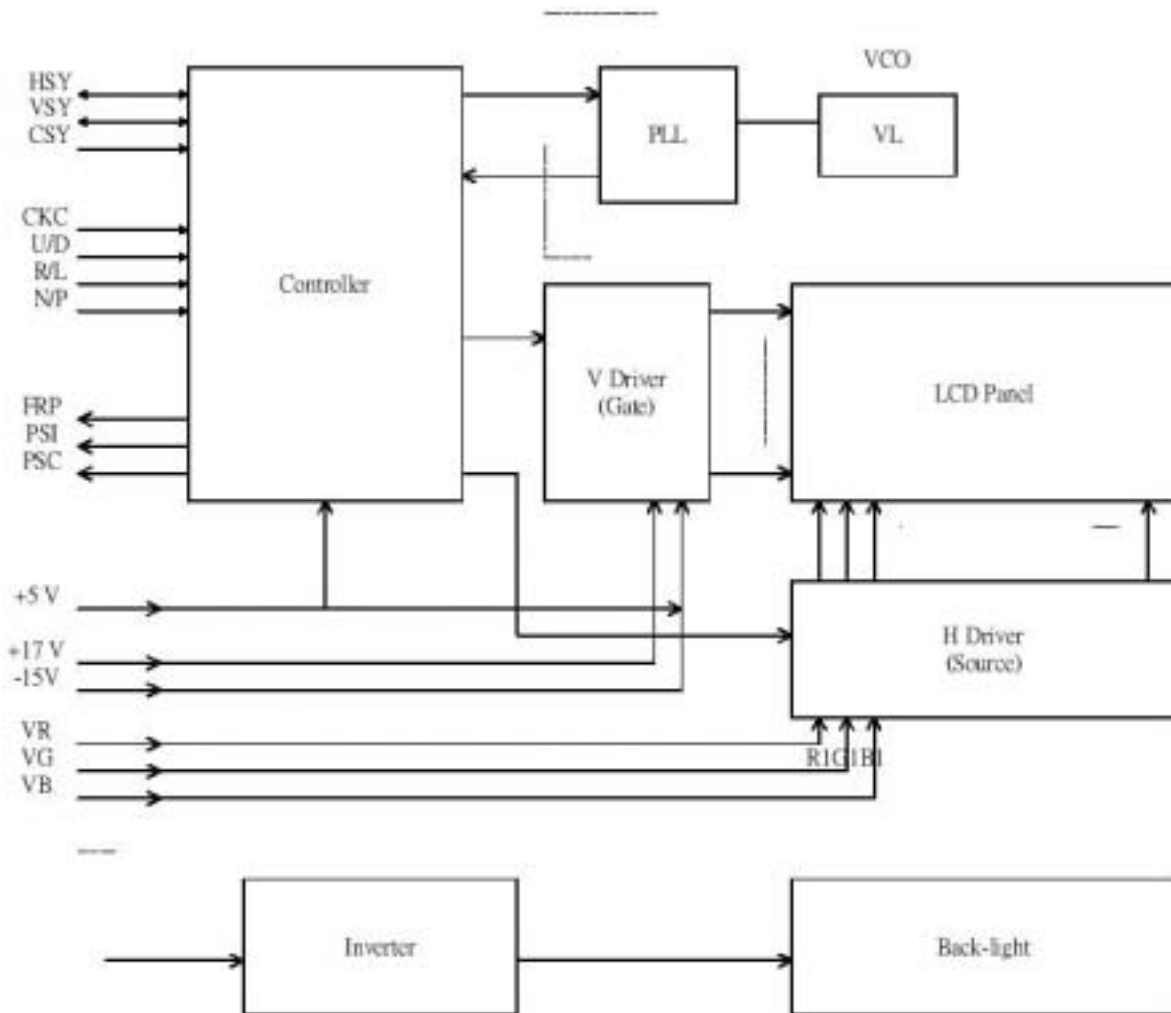 VCO
HSY
VSY
CSY
PLL
VL
CKC
U/D
R/L
N/P
Controller
V Driver
(Gate)
LCD Panel
FRP
PSI
PSC
+5 V
+17 V
-15V
H Driver
(Source)
VR
VG
VB
R1G1B1
Inverter
Back-light